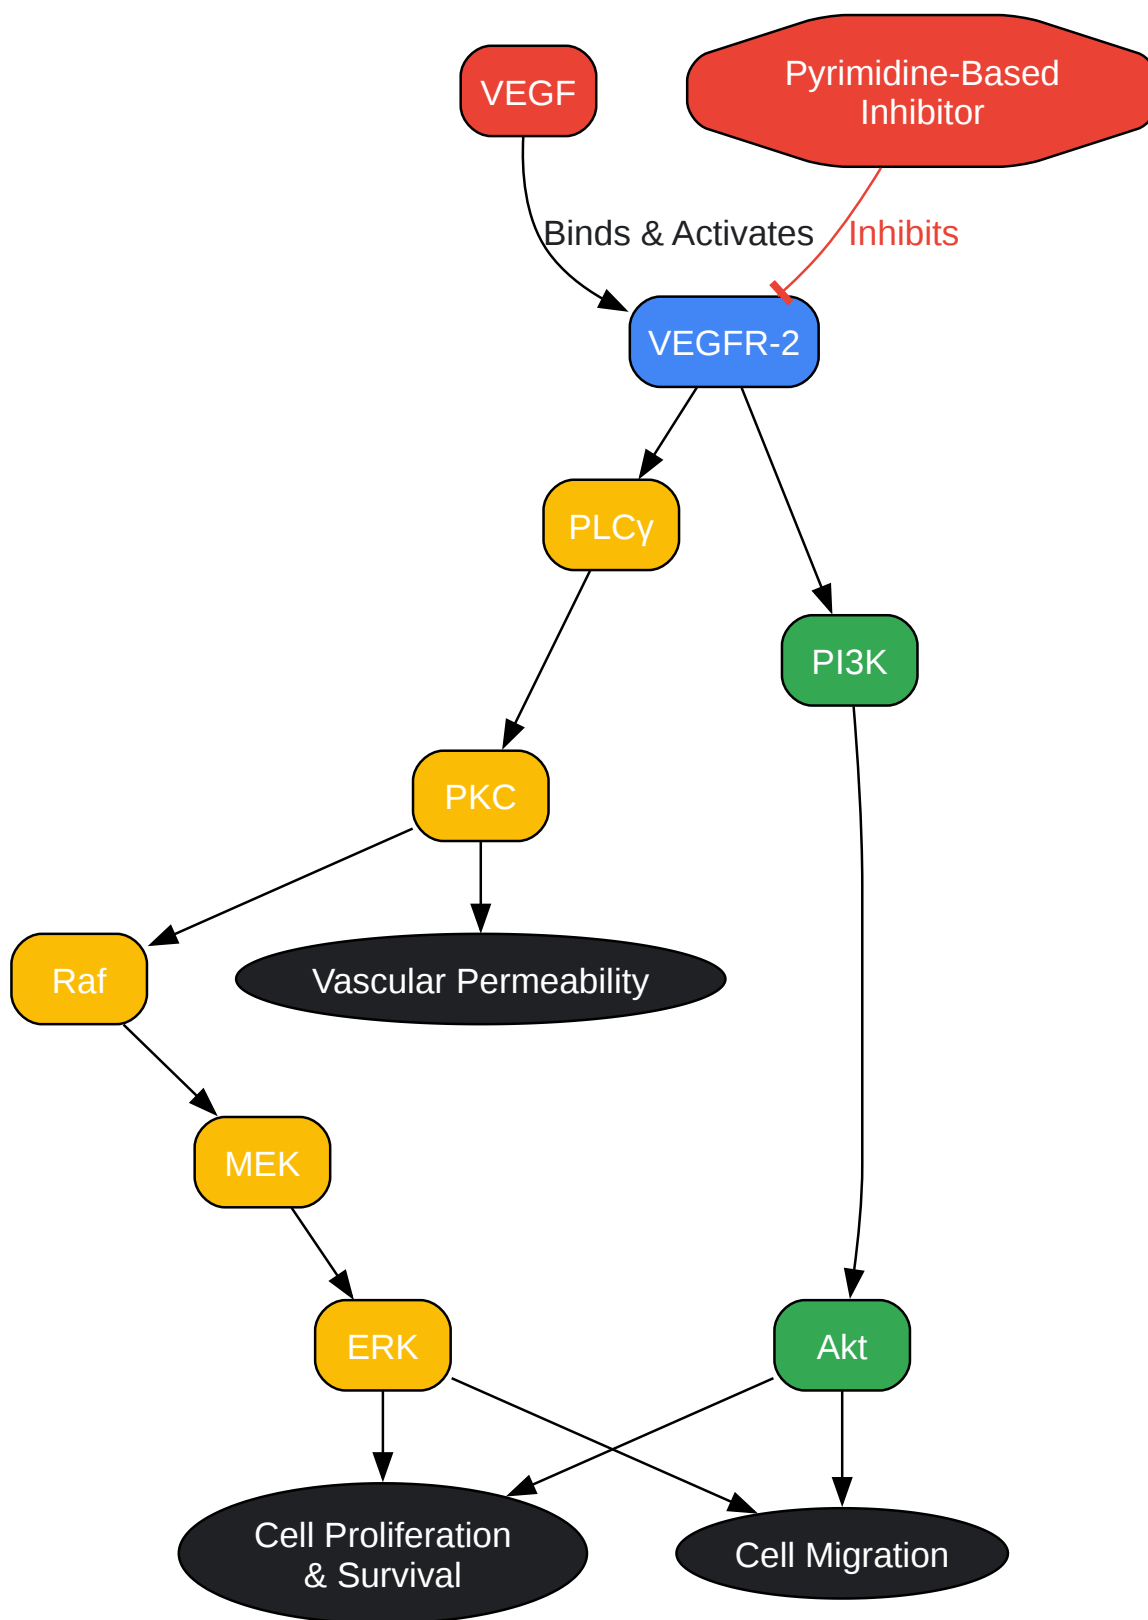 VEGF
Pyrimidine-Based
Inhibitor
Binds & Activates
Inhibits
VEGFR-2
PLCγ
PI3K
PKC
Raf
Vascular Permeability
MEK
ERK
Akt
Cell Proliferation
& Survival
Cell Migration